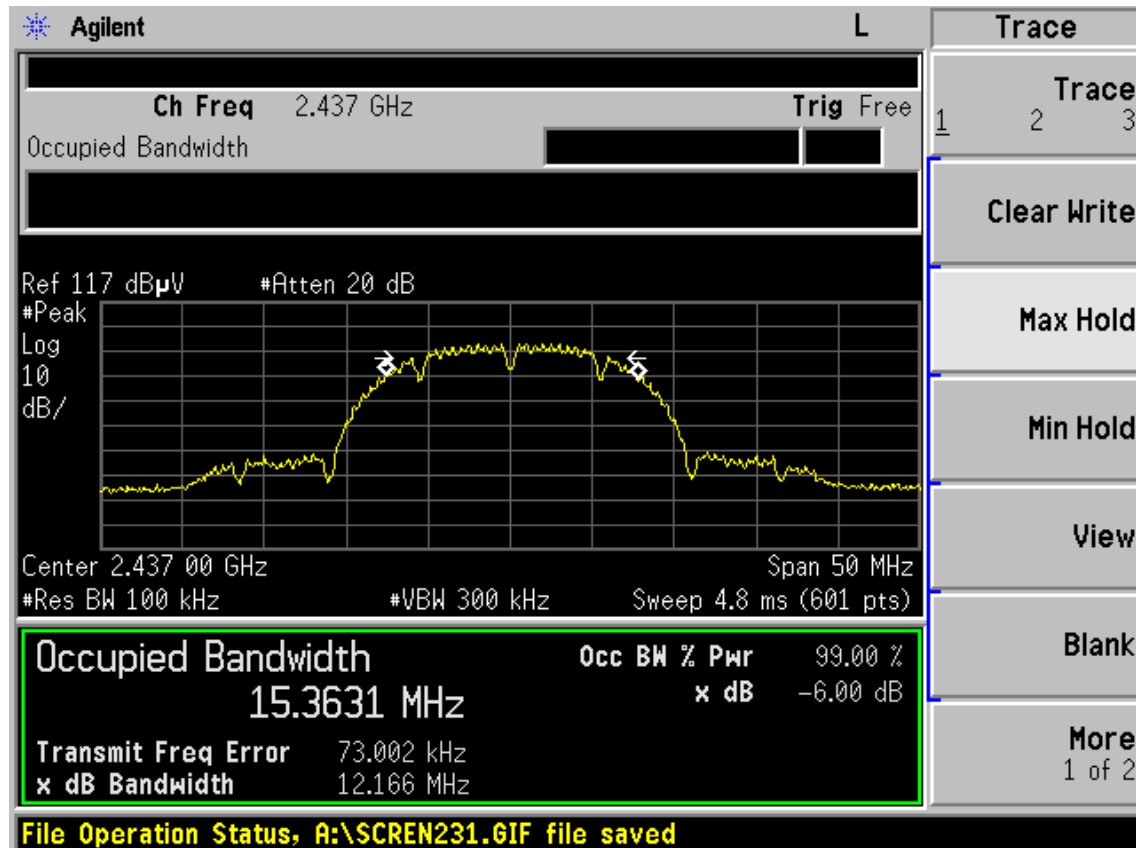 Agilent L Trace
Ch Freq 2.437 GHz Trig Free
Occupied Bandwidth
Trace
1 2 3
Clear Write
Max Hold
Min Hold
View
Blank
More
1 of 2
Ref 117 dBµV #Atten 20 dB
#Peak
Log
10
dB/
Center 2.437 00 GHz Span 50 MHz
#Res BW 100 kHz #VBW 300 kHz Sweep 4.8 ms (601 pts)
Occupied Bandwidth Occ BW % Pwr 99.00 %
15.3631 MHz x dB -6.00 dB
Transmit Freq Error 73.002 kHz
x dB Bandwidth 12.166 MHz
File Operation Status, A:\SCREN231.GIF file saved